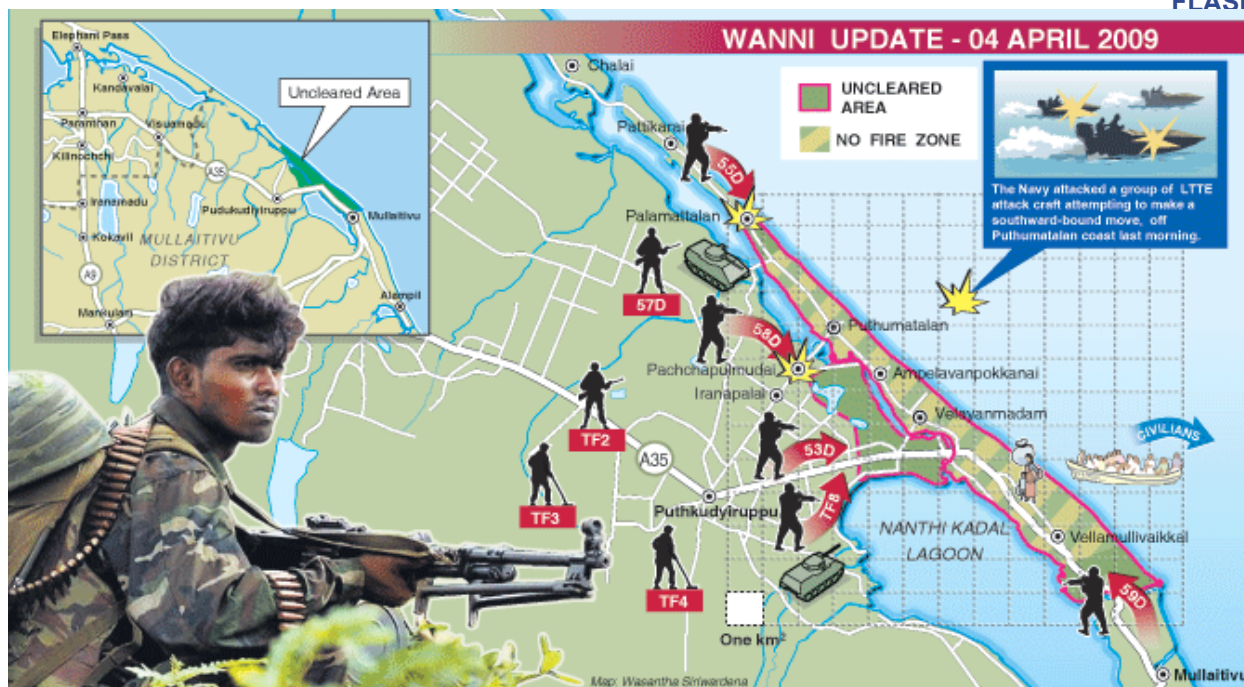 FLASH
WANNI UPDATE - 04 APRIL 2009
Elephant Pass
Kandavalai
Paranthan
Visuamadu
Kilinochchi
Uncleared Area
A35
Iranamadu
Pudukudiyiruppu
Mullaitivu
Kokavil
MULLAITIVU
DISTRICT
A9
Alampil
Mankulam
Chalai
Pattikarai
55D
Palamattalan
UNCLEARED
AREA
NO FIRE ZONE
The Navy attacked a group of LTTE
attack craft attempting to make a
southward-bound move, off
Puthumatalan coast last morning.
57D
58D
Puthumatalan
Pachchapulmudai
Ampelavanpokkanai
Iranapalai
Velayanmadam
TF2
CIVILIANS
A35
53D
Puthkudyiruppu
TF3
TF8
NANTHI KADAL
LAGOON
Vellamullivaikkal
TF4
59D
One km²
Mullaitivu
Map: Wasantha Siriwardena